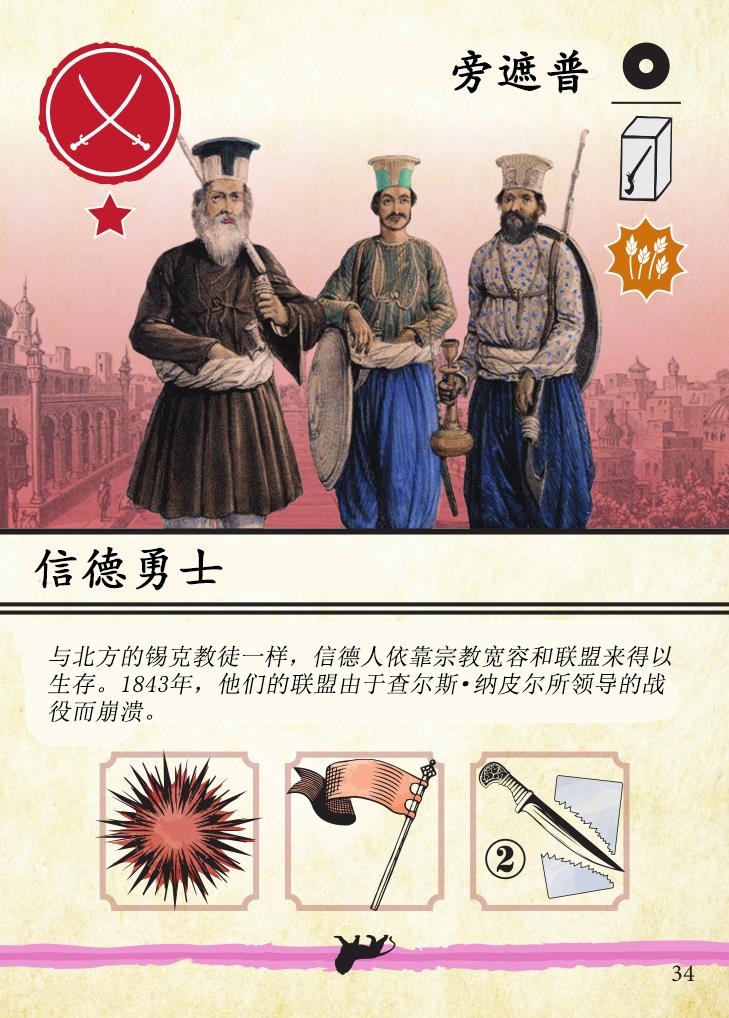 旁遮普
信德勇士
与北方的锡克教徒一样，信德人依靠宗教宽容和联盟来得以
生存。1843年，他们的联盟由于查尔斯•纳皮尔所领导的战
役而崩溃。
2
34